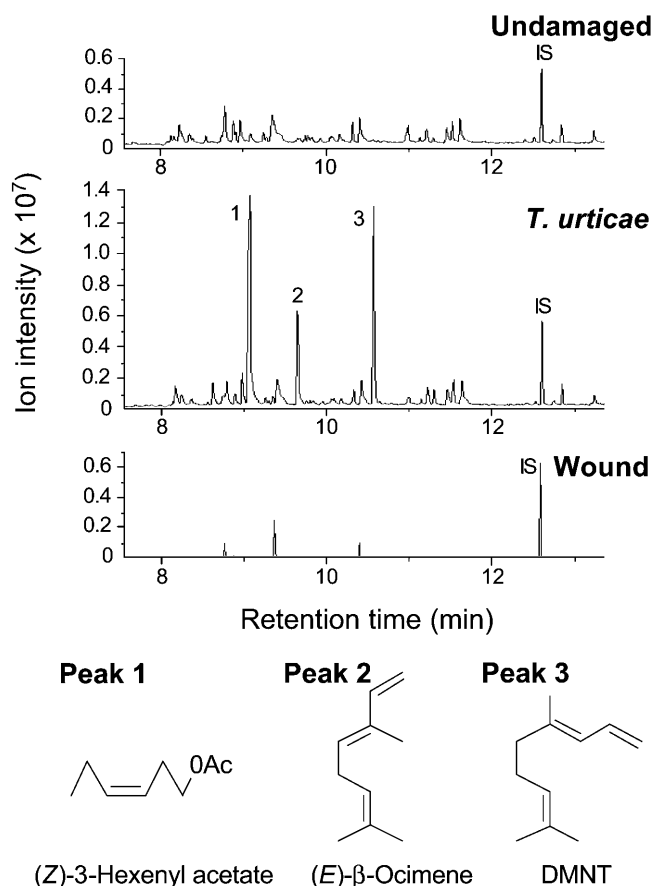 Undamaged
IS
0.6
0.4
0.2
0
8 10 12
1.4
1.2
1.0
0.8
0.6
0.4
0.2
0
1
2
3
T. urticae
IS
8 10 12
Ion intensity (x 10⁷)
0.6
0.4
0.2
0
IS Wound
8 10 12
Retention time (min)
Peak 1 Peak 2 Peak 3
0Ac
(Z)-3-Hexenyl acetate (E)-β-Ocimene DMNT